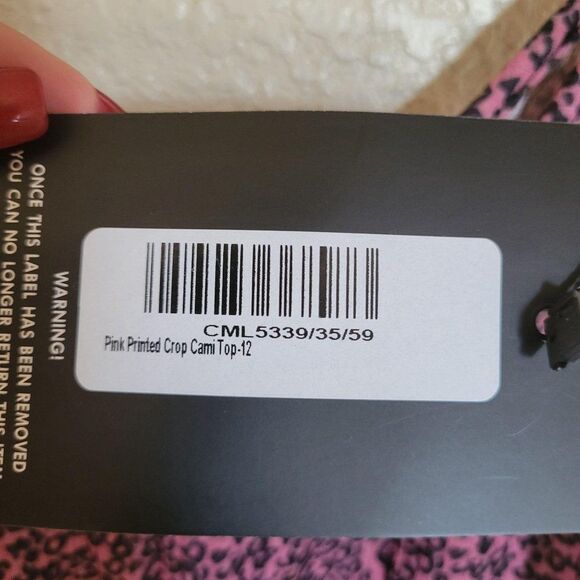 CML5339/35/59
Pink Printed Crop Cami Top-12
WARNING!
ONCE THIS LABEL HAS BEEN REMOVED
YOU CAN NO LONGER RETURN THIS ITEM